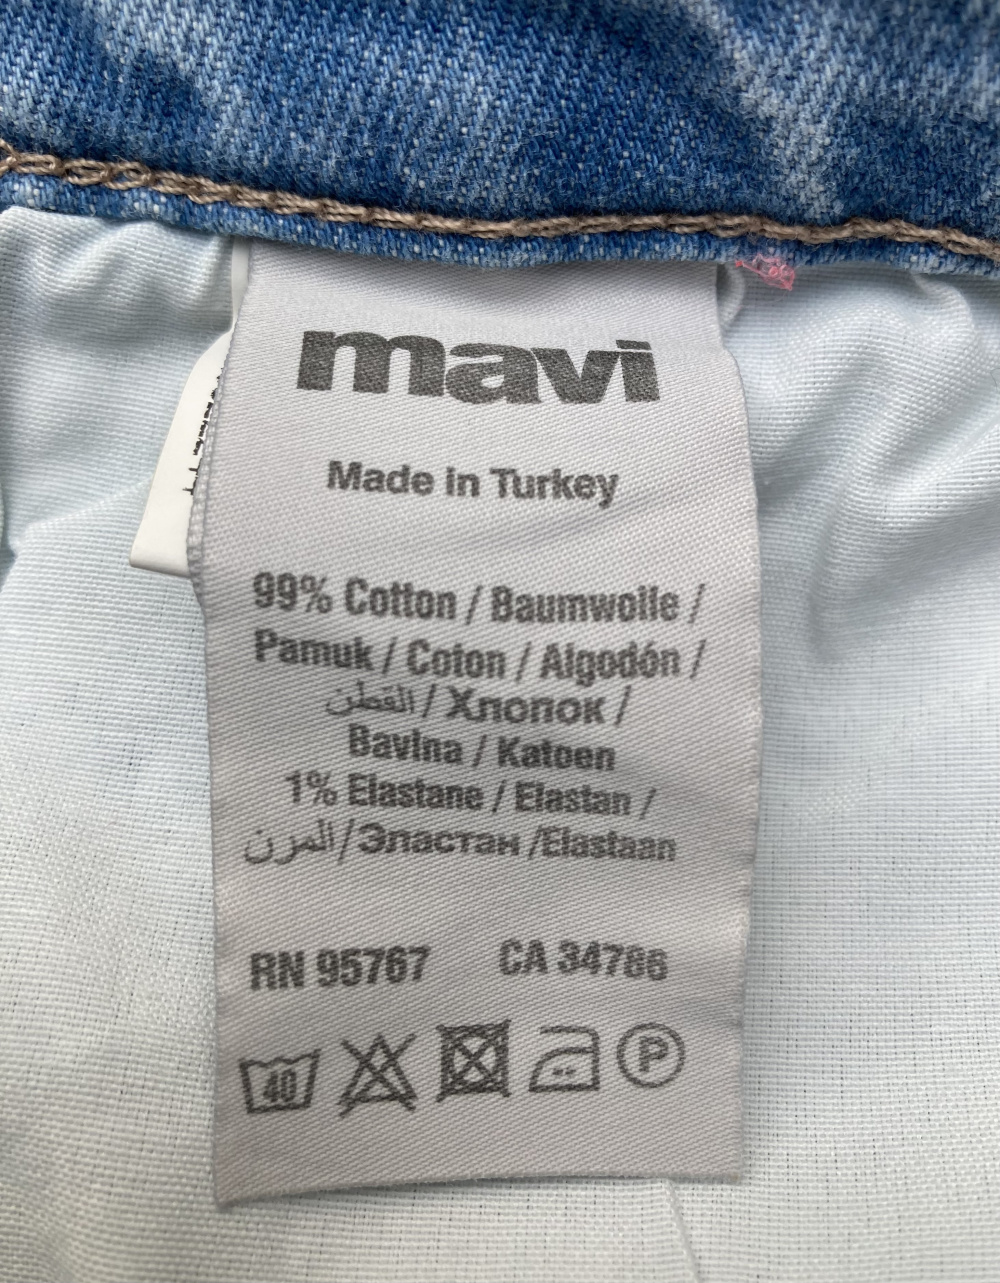 mavi
Made in Turkey
99% Cotton / Baumwolle /
Pamuk / Coton / Algodón /
القطن / Хлопок /
Bavlna / Katoen
1% Elastane / Elastan /
المرن / Эластан /Elastaan
RN 95767 CA 34786
40 P